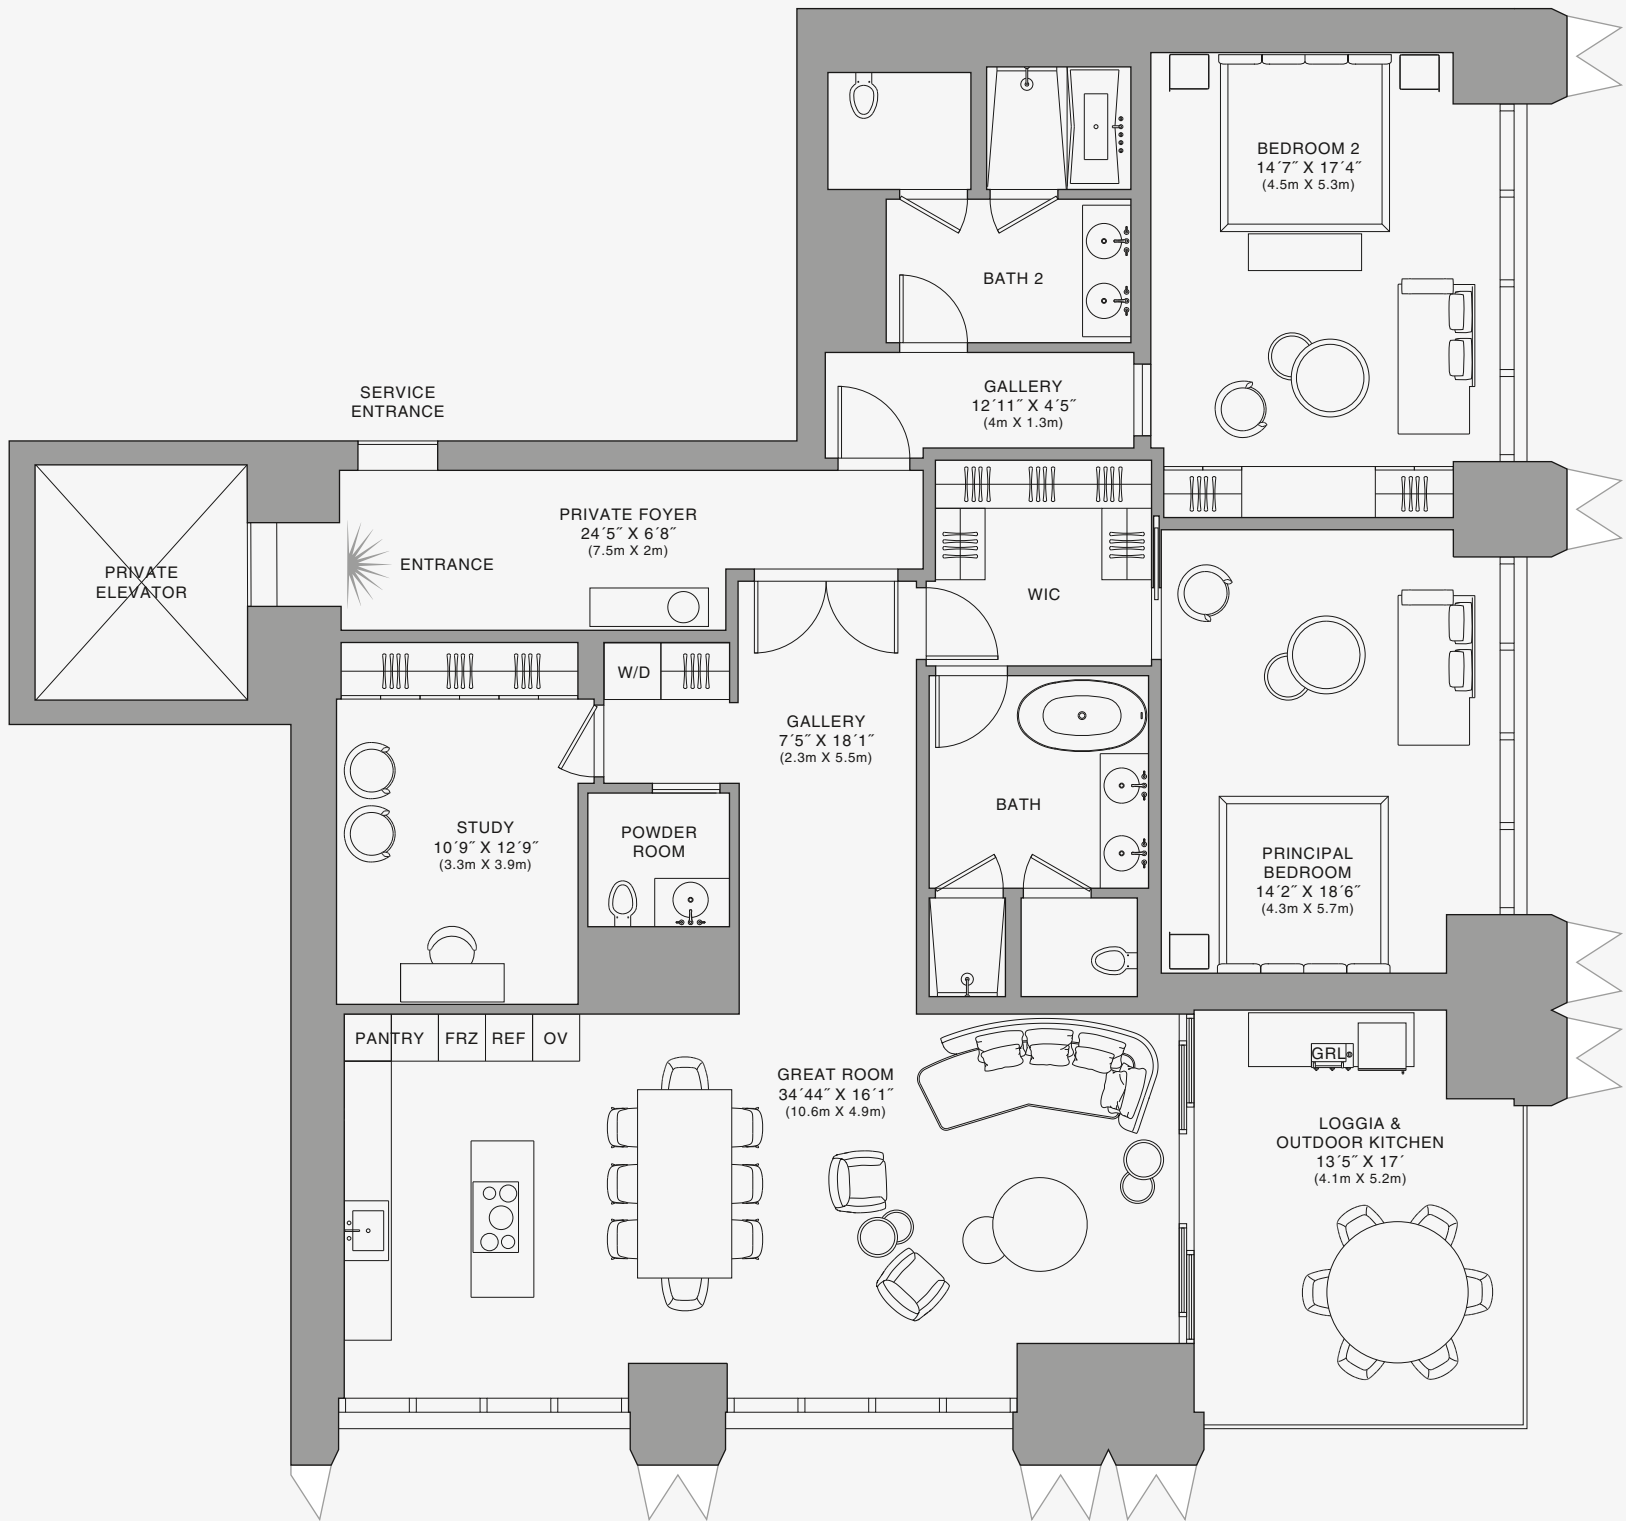 BEDROOM 2
14´7˝ X 17´4˝
(4.5m X 5.3m)
BATH 2
GALLERY
12´11˝ X 4´5˝
(4m X 1.3m)
SERVICE
ENTRANCE
PRIVATE FOYER
24´5˝ X 6´8˝
(7.5m X 2m)
ENTRANCE
PRIVATE
ELEVATOR
WIC
W/D
GALLERY
7´5˝ X 18´1˝
(2.3m X 5.5m)
BATH
STUDY
10´9˝ X 12´9˝
(3.3m X 3.9m)
POWDER
ROOM
PRINCIPAL
BEDROOM
14´2˝ X 18´6˝
(4.3m X 5.7m)
PANTRY
FRZ
REF
OV
GREAT ROOM
34´44˝ X 16´1˝
(10.6m X 4.9m)
GRL
LOGGIA &
OUTDOOR KITCHEN
13´5˝ X 17´
(4.1m X 5.2m)